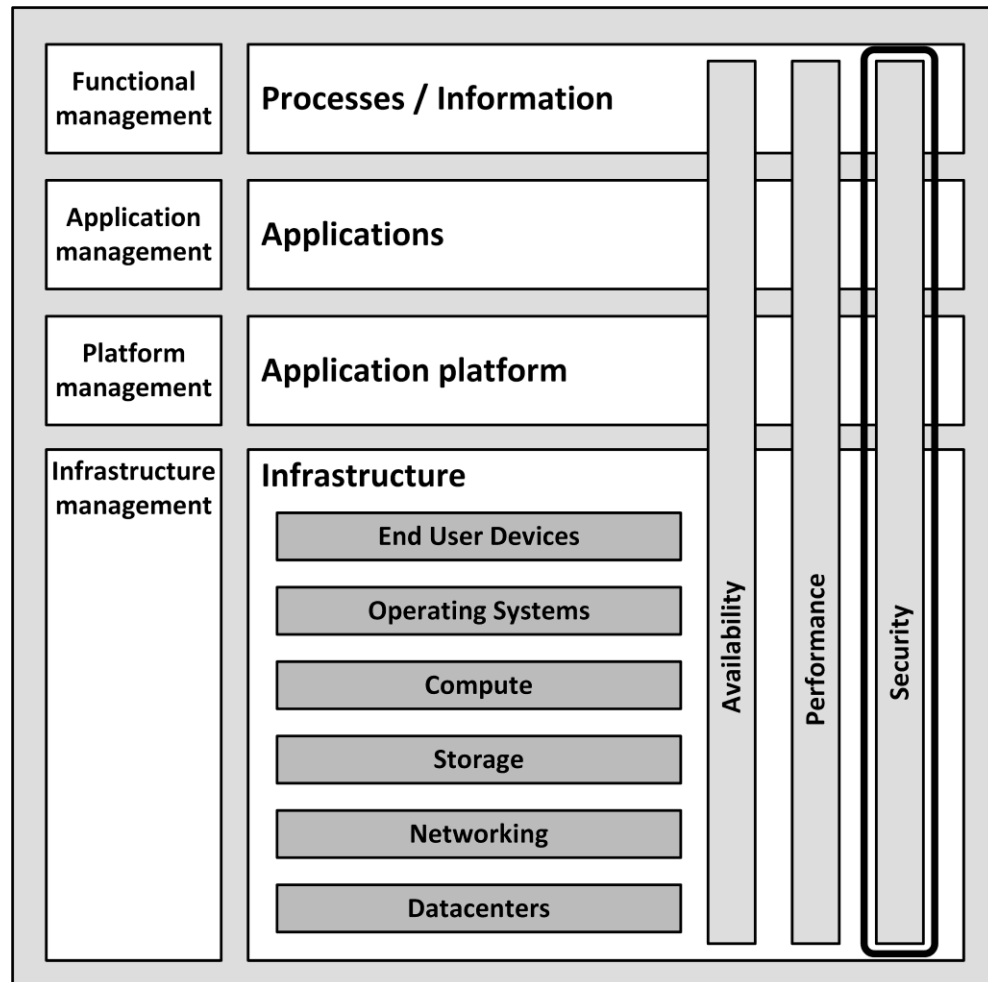 Functional
management
Processes / Information
Application
management
Applications
Platform
management
Application platform
Infrastructure
management
Infrastructure
End User Devices
Operating Systems
Compute
Storage
Networking
Datacenters
Availability
Performance
Security